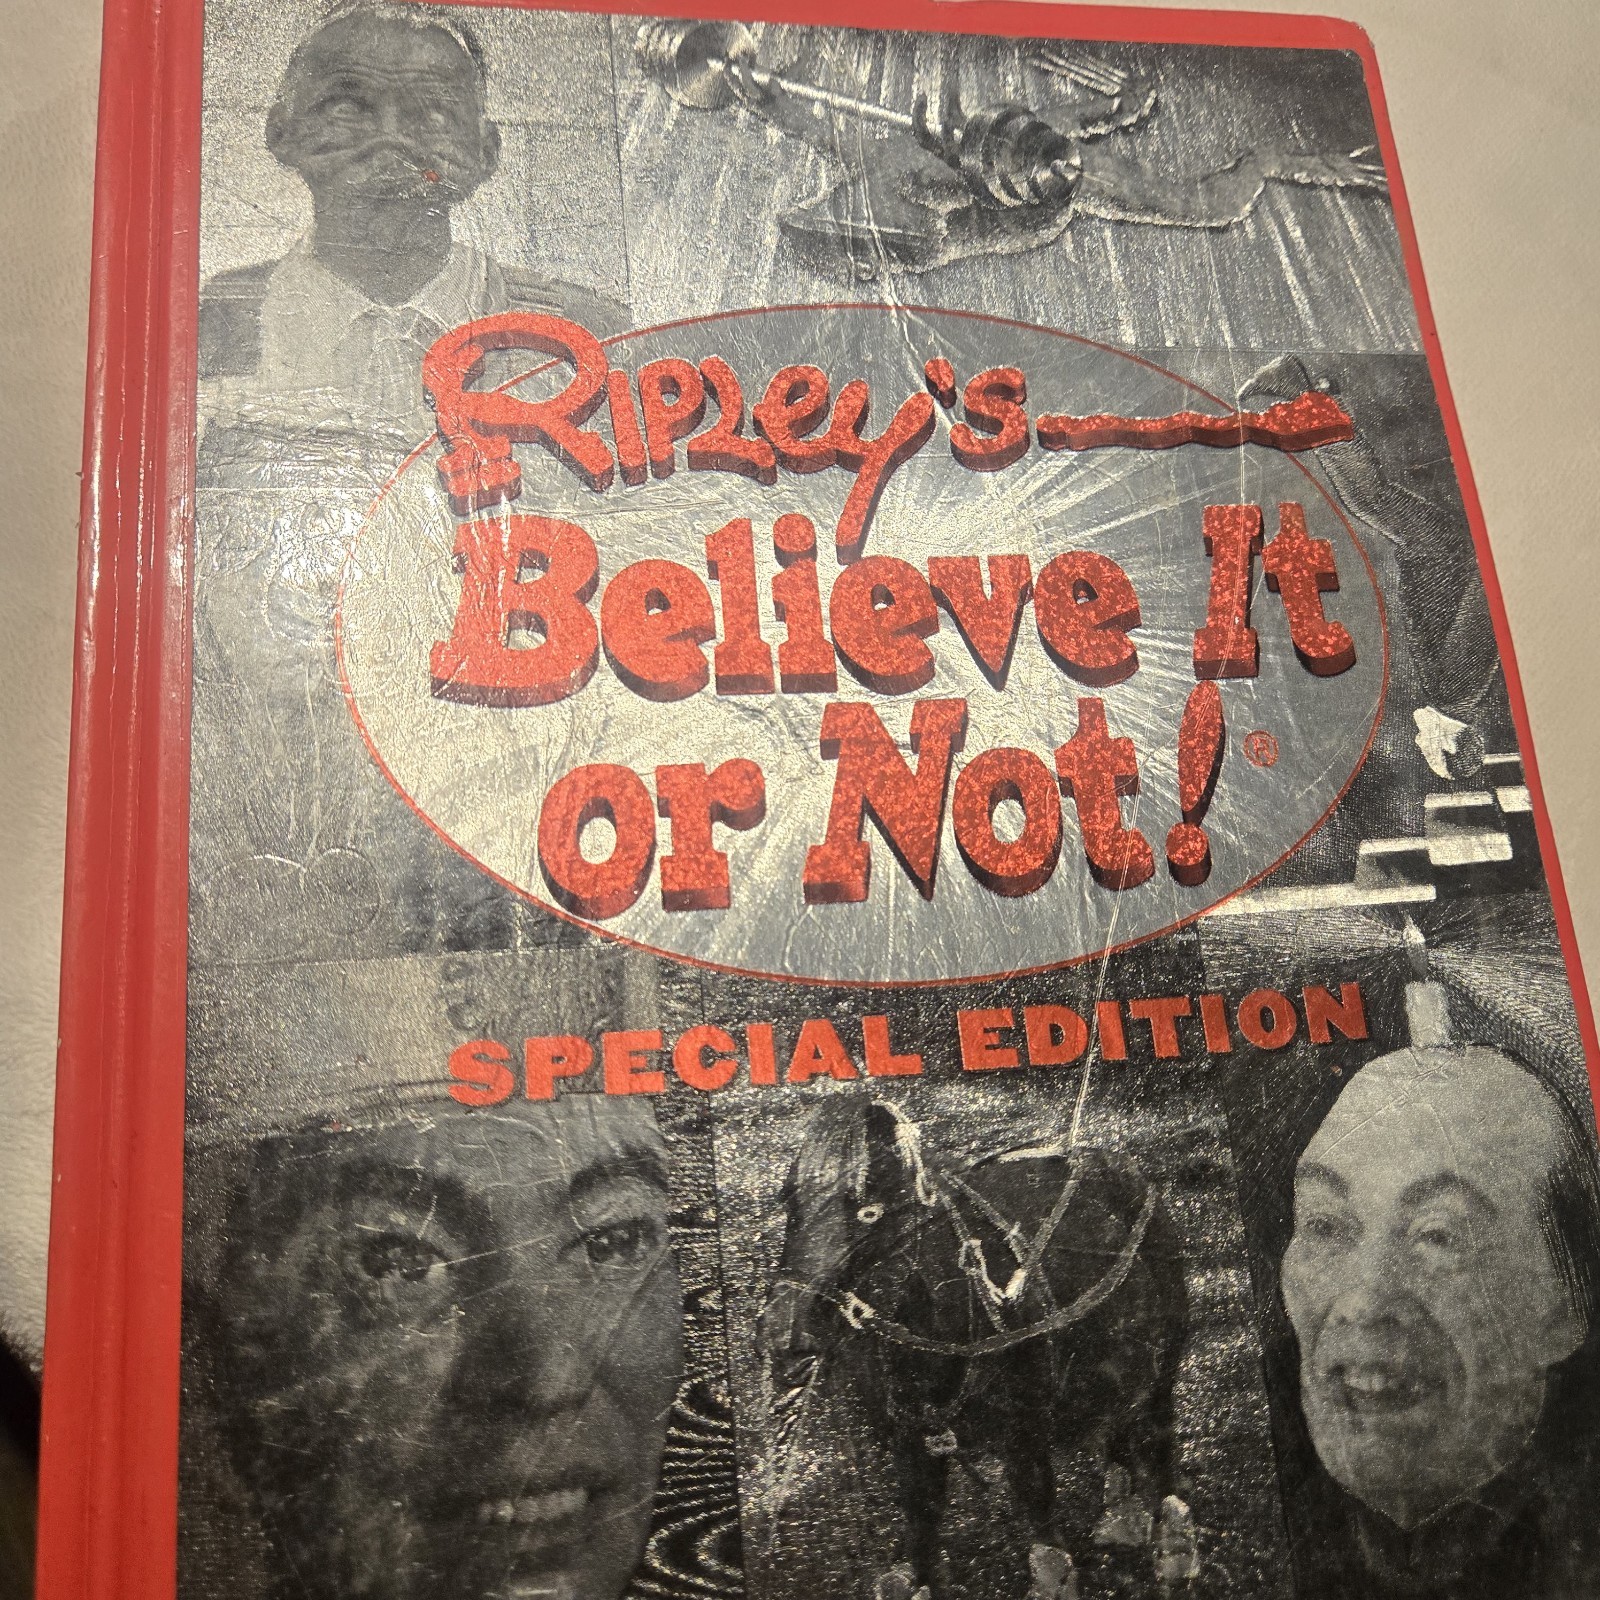 Ripley's
Believe It
or Not!®
SPECIAL EDITION